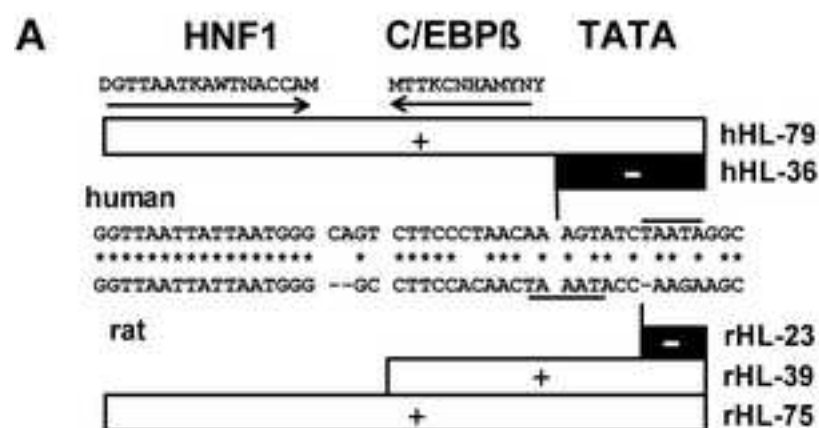 A HNF1 C/EBPß TATA
DGTTAATKAWTNACCAM MTTKCNHAMYNY
+ hHL-79
- hHL-36
human
GGTTAATTATTAATGGG CAGT CTTCCCTAACAA AGTATCTAATAGGC
***************** * ***** *** * * ** * * **
GGTTAATTATTAATGGG --GC CTTCCACAACTA AATACC-AAGAAGC
rat
- rHL-23
+ rHL-39
+ rHL-75